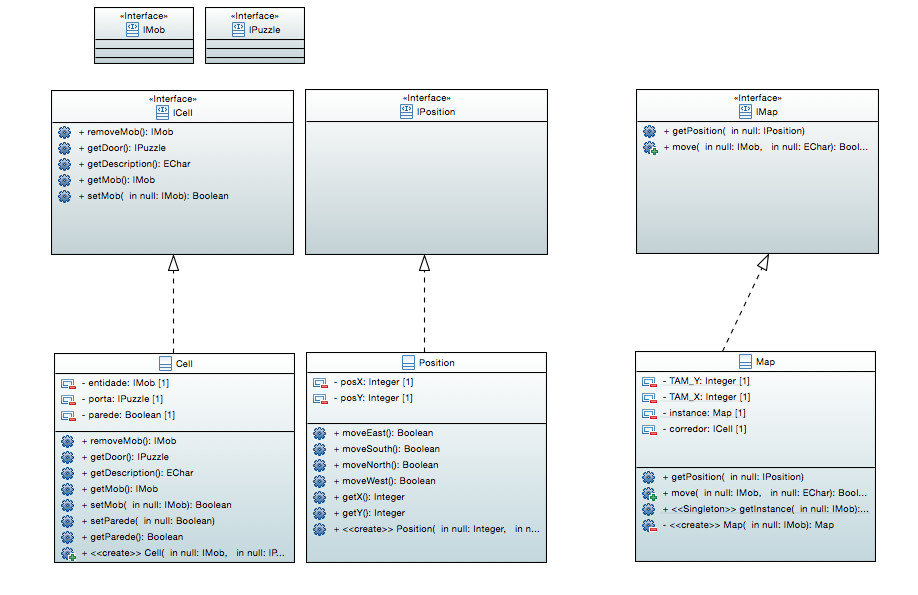 «Interface»
IMob
«Interface»
IPuzzle
«Interface»
ICell
+ removeMob(): IMob
+ getDoor(): IPuzzle
+ getDescription(): EChar
+ getMob(): IMob
+ setMob( in null: IMob): Boolean
«Interface»
IPosition
«Interface»
IMap
+ getPosition( in null: IPosition)
+ move( in null: IMob, in null: EChar): Bool...
Cell
- entidade: IMob [1]
- porta: IPuzzle [1]
- parede: Boolean [1]
+ removeMob(): IMob
+ getDoor(): IPuzzle
+ getDescription(): EChar
+ getMob(): IMob
+ setMob( in null: IMob): Boolean
+ setParede( in null: Boolean)
+ getParede(): Boolean
+ <<create>> Cell( in null: IMob, in null: IP...
Position
- posX: Integer [1]
- posY: Integer [1]
+ moveEast(): Boolean
+ moveSouth(): Boolean
+ moveNorth(): Boolean
+ moveWest(): Boolean
+ getX(): Integer
+ getY(): Integer
+ <<create>> Position( in null: Integer, in n...
Map
- TAM_Y: Integer [1]
- TAM_X: Integer [1]
- instance: Map [1]
- corredor: ICell [1]
+ getPosition( in null: IPosition)
+ move( in null: IMob, in null: EChar): Bool...
+ <<Singleton>> getInstance( in null: IMob):...
- <<create>> Map( in null: IMob): Map